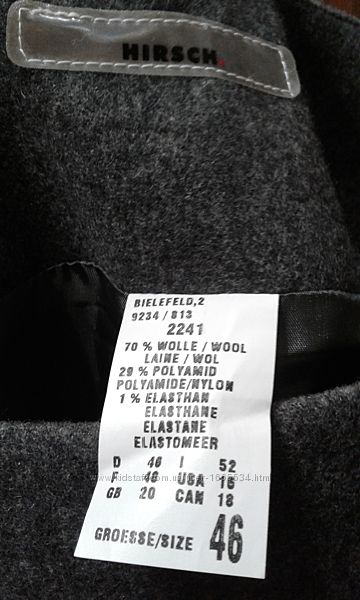 HIRSCH.
BIELEFELD,2
9234 / 813
2241
70 % WOLLE / WOOL
LAINE / WOL
29 % POLYAMID
POLYAMIDE/NYLON
1 % ELASTHAN
ELASTHANE
ELASTANE
ELASTOMEER
D 46 I 52
F 48 USA 16
GB 20 CAN 18
GROESSE/SIZE 46